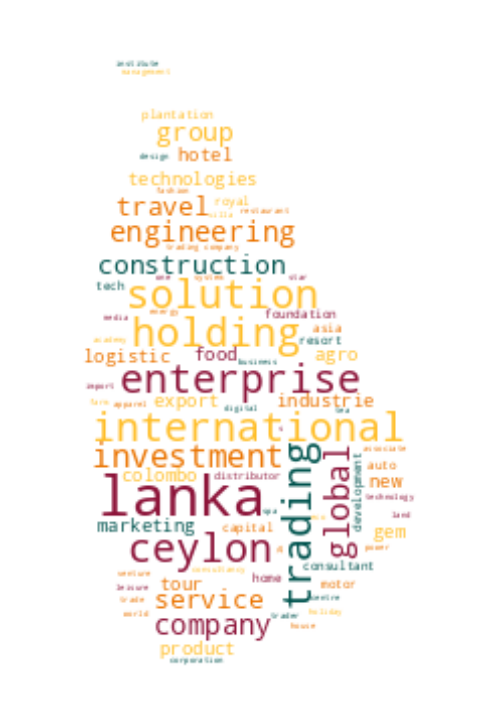 institute
management
plantation
group
design hotel
technologies
fashion
travel royal
villa restaurant
engineering
trading company
construction
tech one system star
solution
energy
media foundation
holding asia
academy resort
logistic food agro
business
enterprise
import
farm apparel export digital industrie
tea
international
investment associate
colombo distributor auto
lanka trading global development new
technology
spa
marketing capital land
gem
ceylon power
consultancy consultant
venture home
leisure tour motor
trade service centre
world trader holiday
company house
product
corporation